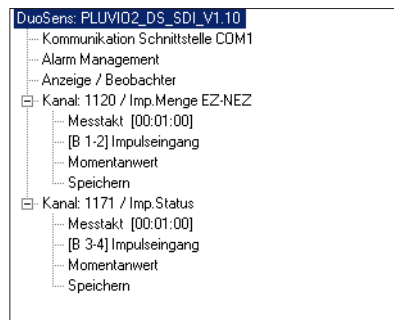 DuoSens: PLUVIO2_DS_SDI_V1.10
Kommunikation Schnittstelle COM1
Alarm Management
Anzeige / Beobachter
Kanal: 1120 / Imp.Menge EZ-NEZ
Messtakt [00:01:00]
[B 1-2] Impulseingang
Momentanwert
Speichern
Kanal: 1171 / Imp.Status
Messtakt [00:01:00]
[B 3-4] Impulseingang
Momentanwert
Speichern